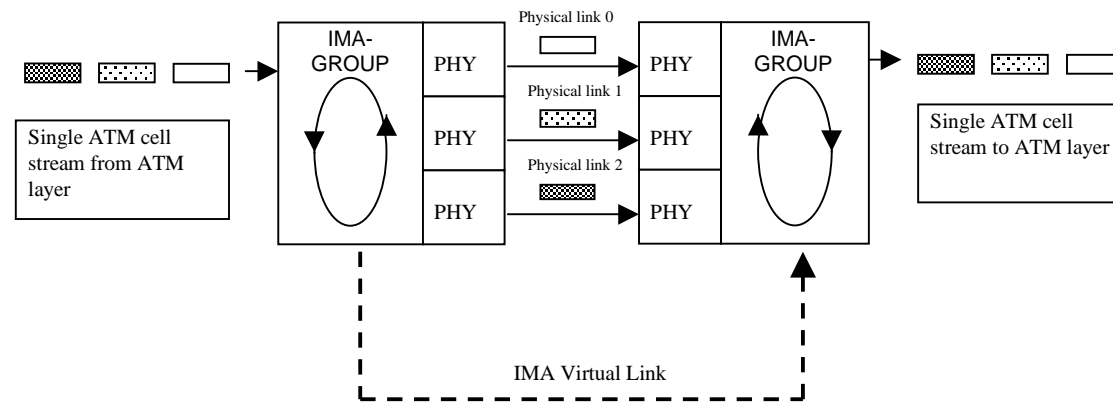 Physical link 0
IMA-
GROUP
PHY
PHY
IMA-
GROUP
Physical link 1
Single ATM cell
stream from ATM
layer
PHY
PHY
Single ATM cell
stream to ATM layer
Physical link 2
PHY
PHY
IMA Virtual Link